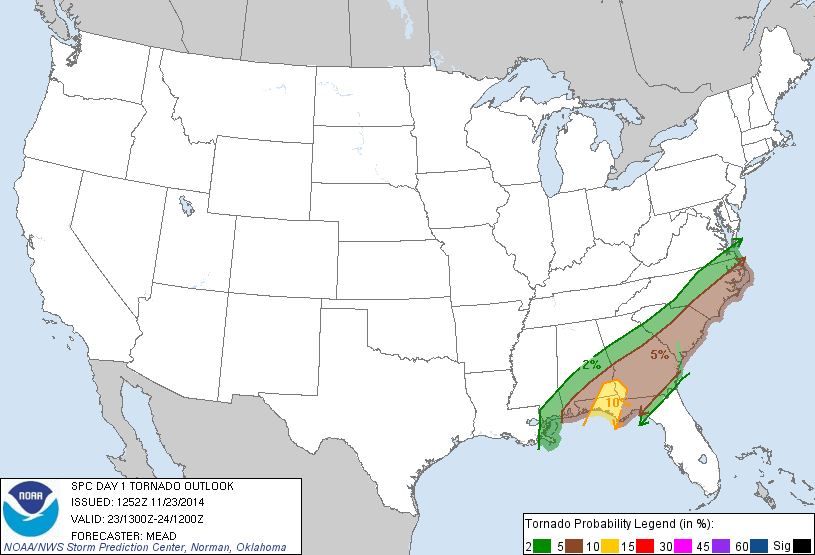 2%
5%
10%
NOAA
SPC DAY 1 TORNADO OUTLOOK
ISSUED: 1252Z 11/23/2014
VALID: 23/1300Z-24/1200Z
FORECASTER: MEAD
NOAA/NWS Storm Prediction Center, Norman, Oklahoma
Tornado Probability Legend (in %):
2 5 10 15 30 45 60 Sig